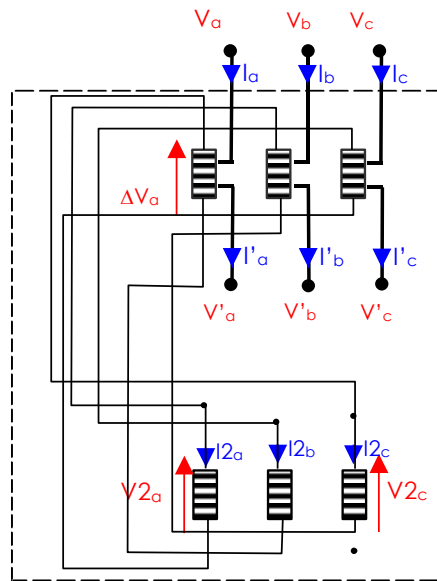 Va Vb Vc
Ia Ib Ic
ΔVa
I'a I'b I'c
V'a V'b V'c
I2a I2b I2c
V2a V2c